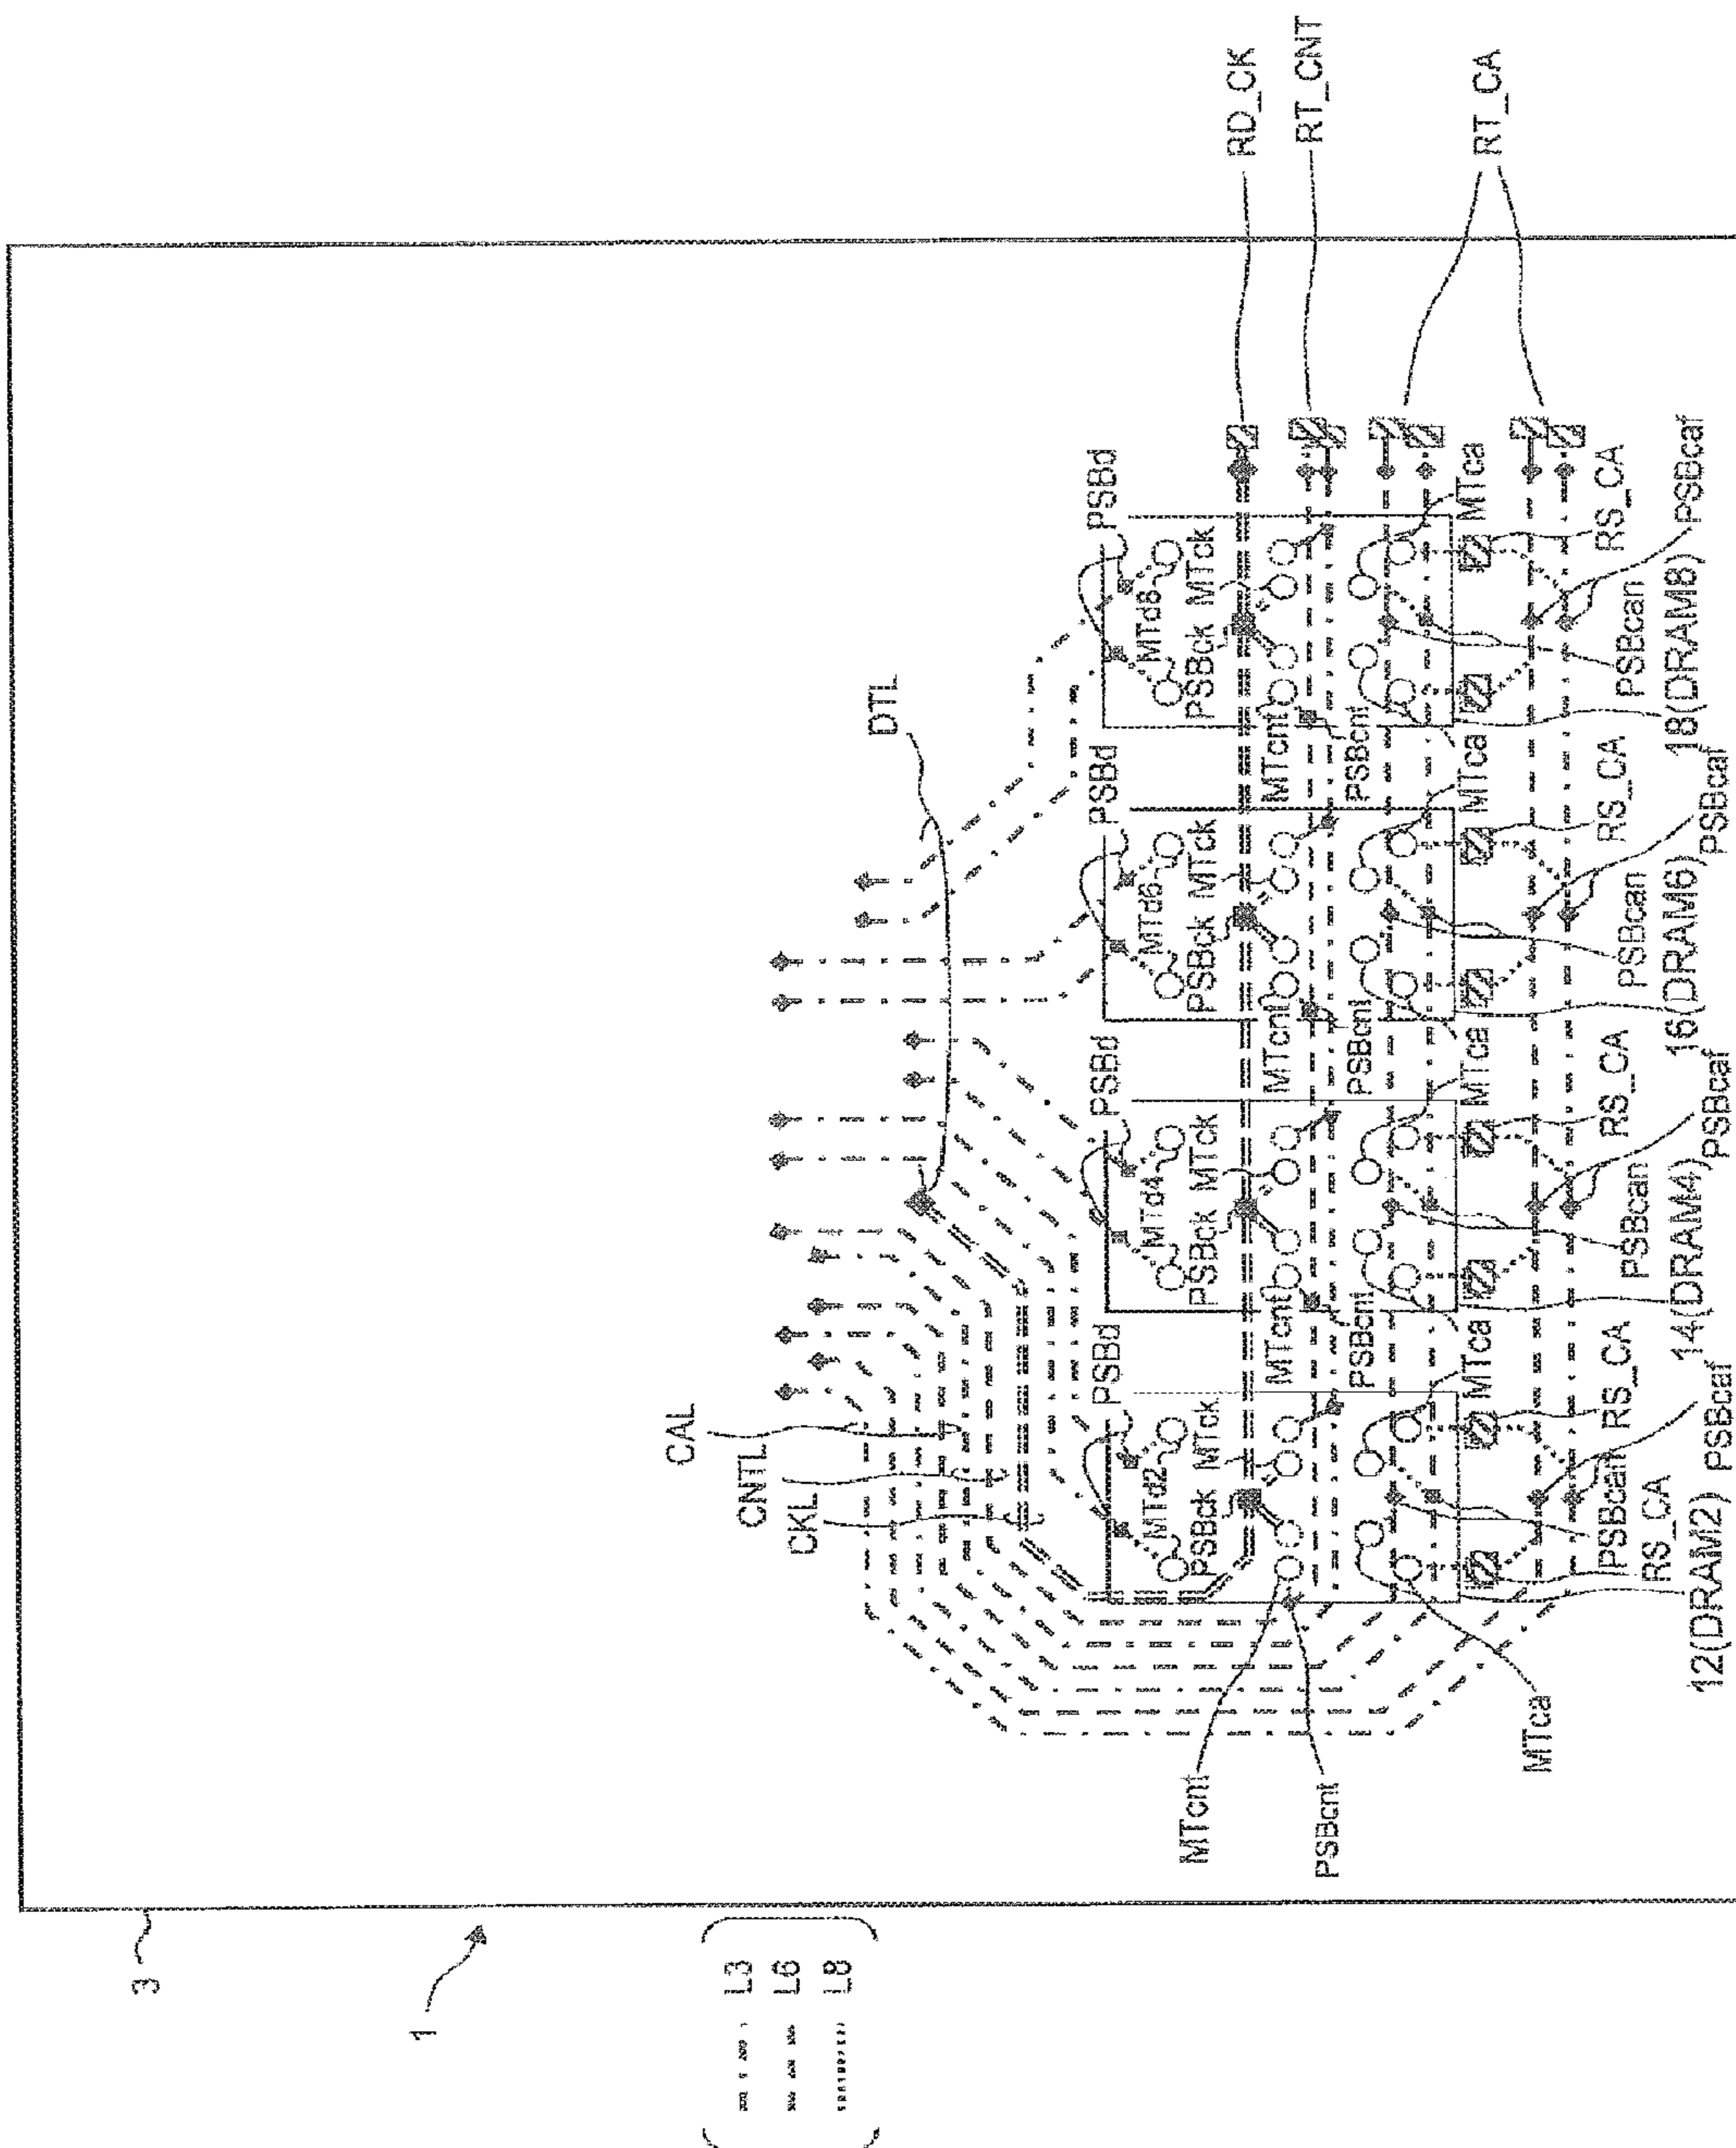 RD_CK
RT_CNT
RT_CA
DTL
CAL
CNTL
CKL
PSBd
PSBd
PSBd
PSBd
MTd2
MTd4
MTd6
MTd8
PSBck MTck
PSBck MTck
PSBck MTck
PSBck MTck
MTcnt
MTcnt
MTcnt
MTcnt
PSBcnt
PSBcnt
PSBcnt
PSBcnt
MTca
MTca
MTca
MTca
MTca
RS_CA
RS_CA
RS_CA
RS_CA
RS_CA
PSBcan
PSBcan
PSBcan
PSBcan
PSBcaf
PSBcaf
PSBcaf
PSBcaf
12(DRAM2)
14(DRAM4)
16(DRAM6)
18(DRAM8)
3
1
L3
L6
L8